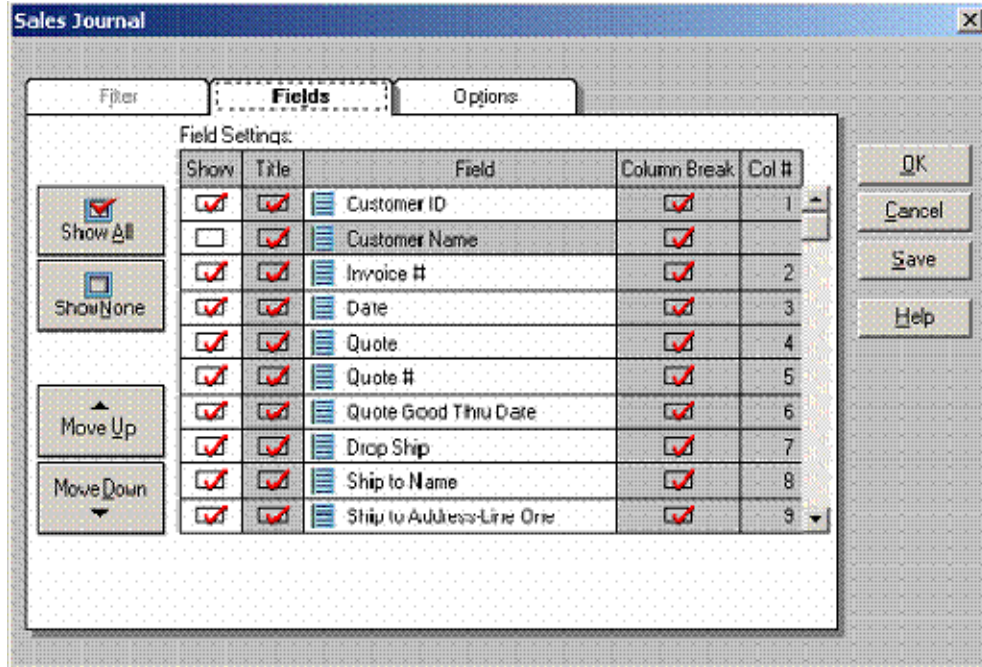 Sales Journal
Filter Fields Options
Field Settings:
Show Title Field Column Break Col #
Customer ID 1
Customer Name
Invoice # 2
Date 3
Quote 4
Quote # 5
Quote Good Thru Date 6
Drop Ship 7
Ship to Name 8
Ship to Address-Line One 9
Show All
Show None
Move Up
Move Down
OK
Cancel
Save
Help